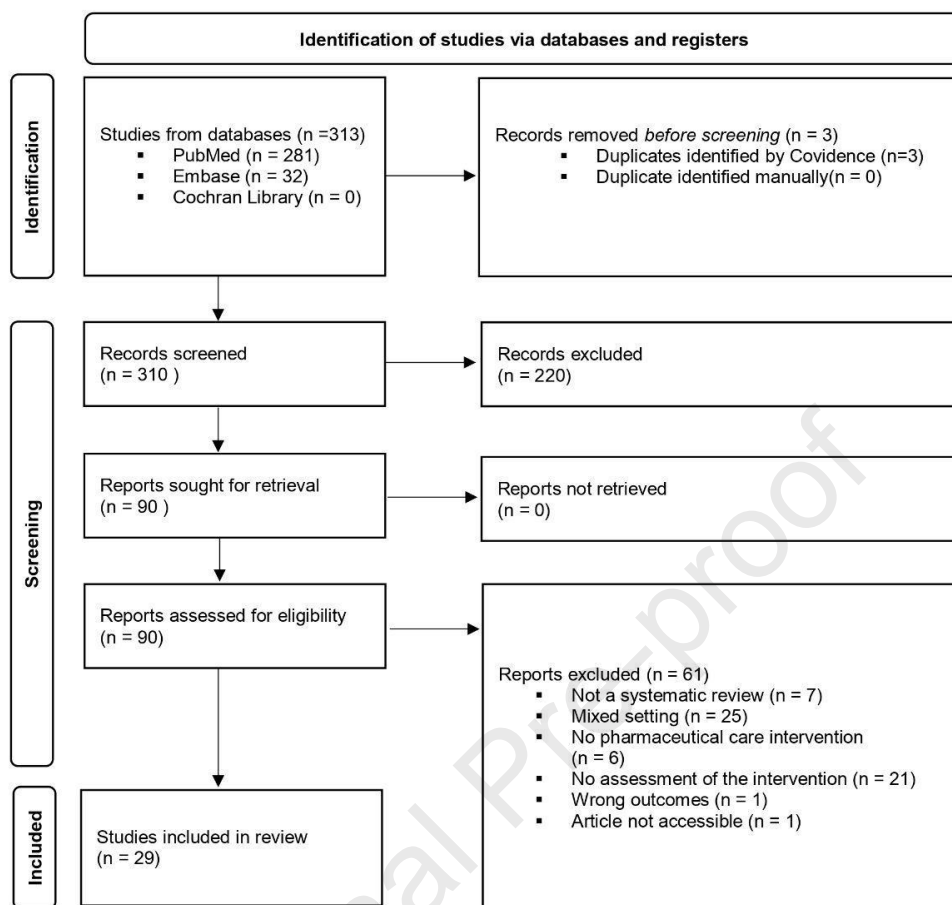 Identification of studies via databases and registers
Identification
Studies from databases (n =313)
▪ PubMed (n = 281)
▪ Embase (n = 32)
▪ Cochran Library (n = 0)
Records removed before screening (n = 3)
▪ Duplicates identified by Covidence (n=3)
▪ Duplicate identified manually(n = 0)
Screening
Records screened
(n = 310 )
Records excluded
(n = 220)
Reports sought for retrieval
(n = 90 )
Reports not retrieved
(n = 0)
Reports assessed for eligibility
(n = 90)
Reports excluded (n = 61)
▪ Not a systematic review (n = 7)
▪ Mixed setting (n = 25)
▪ No pharmaceutical care intervention
(n = 6)
▪ No assessment of the intervention (n = 21)
▪ Wrong outcomes (n = 1)
▪ Article not accessible (n = 1)
Included
Studies included in review
(n = 29)
nal Pre-proof